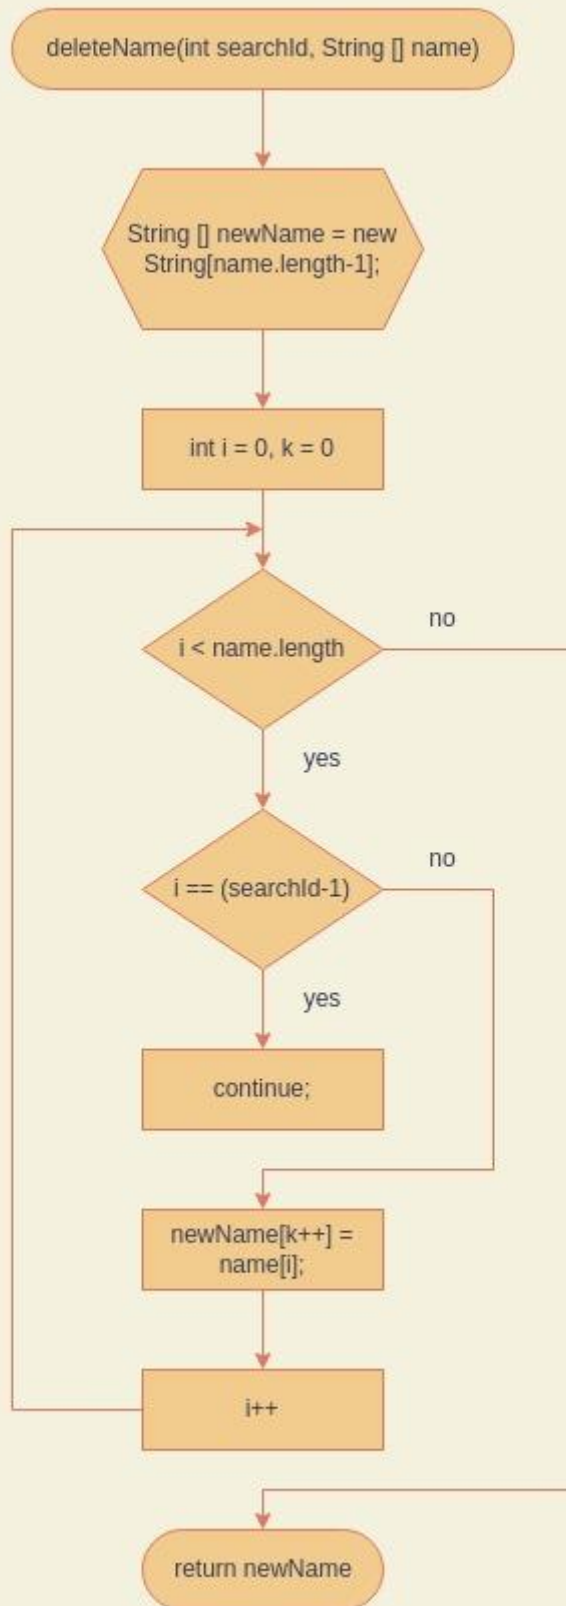 deleteName(int searchId, String [] name)
String [] newName = new
String[name.length-1];
int i = 0, k = 0
i < name.length
no
yes
i == (searchId-1)
no
yes
continue;
newName[k++] =
name[i];
i++
return newName